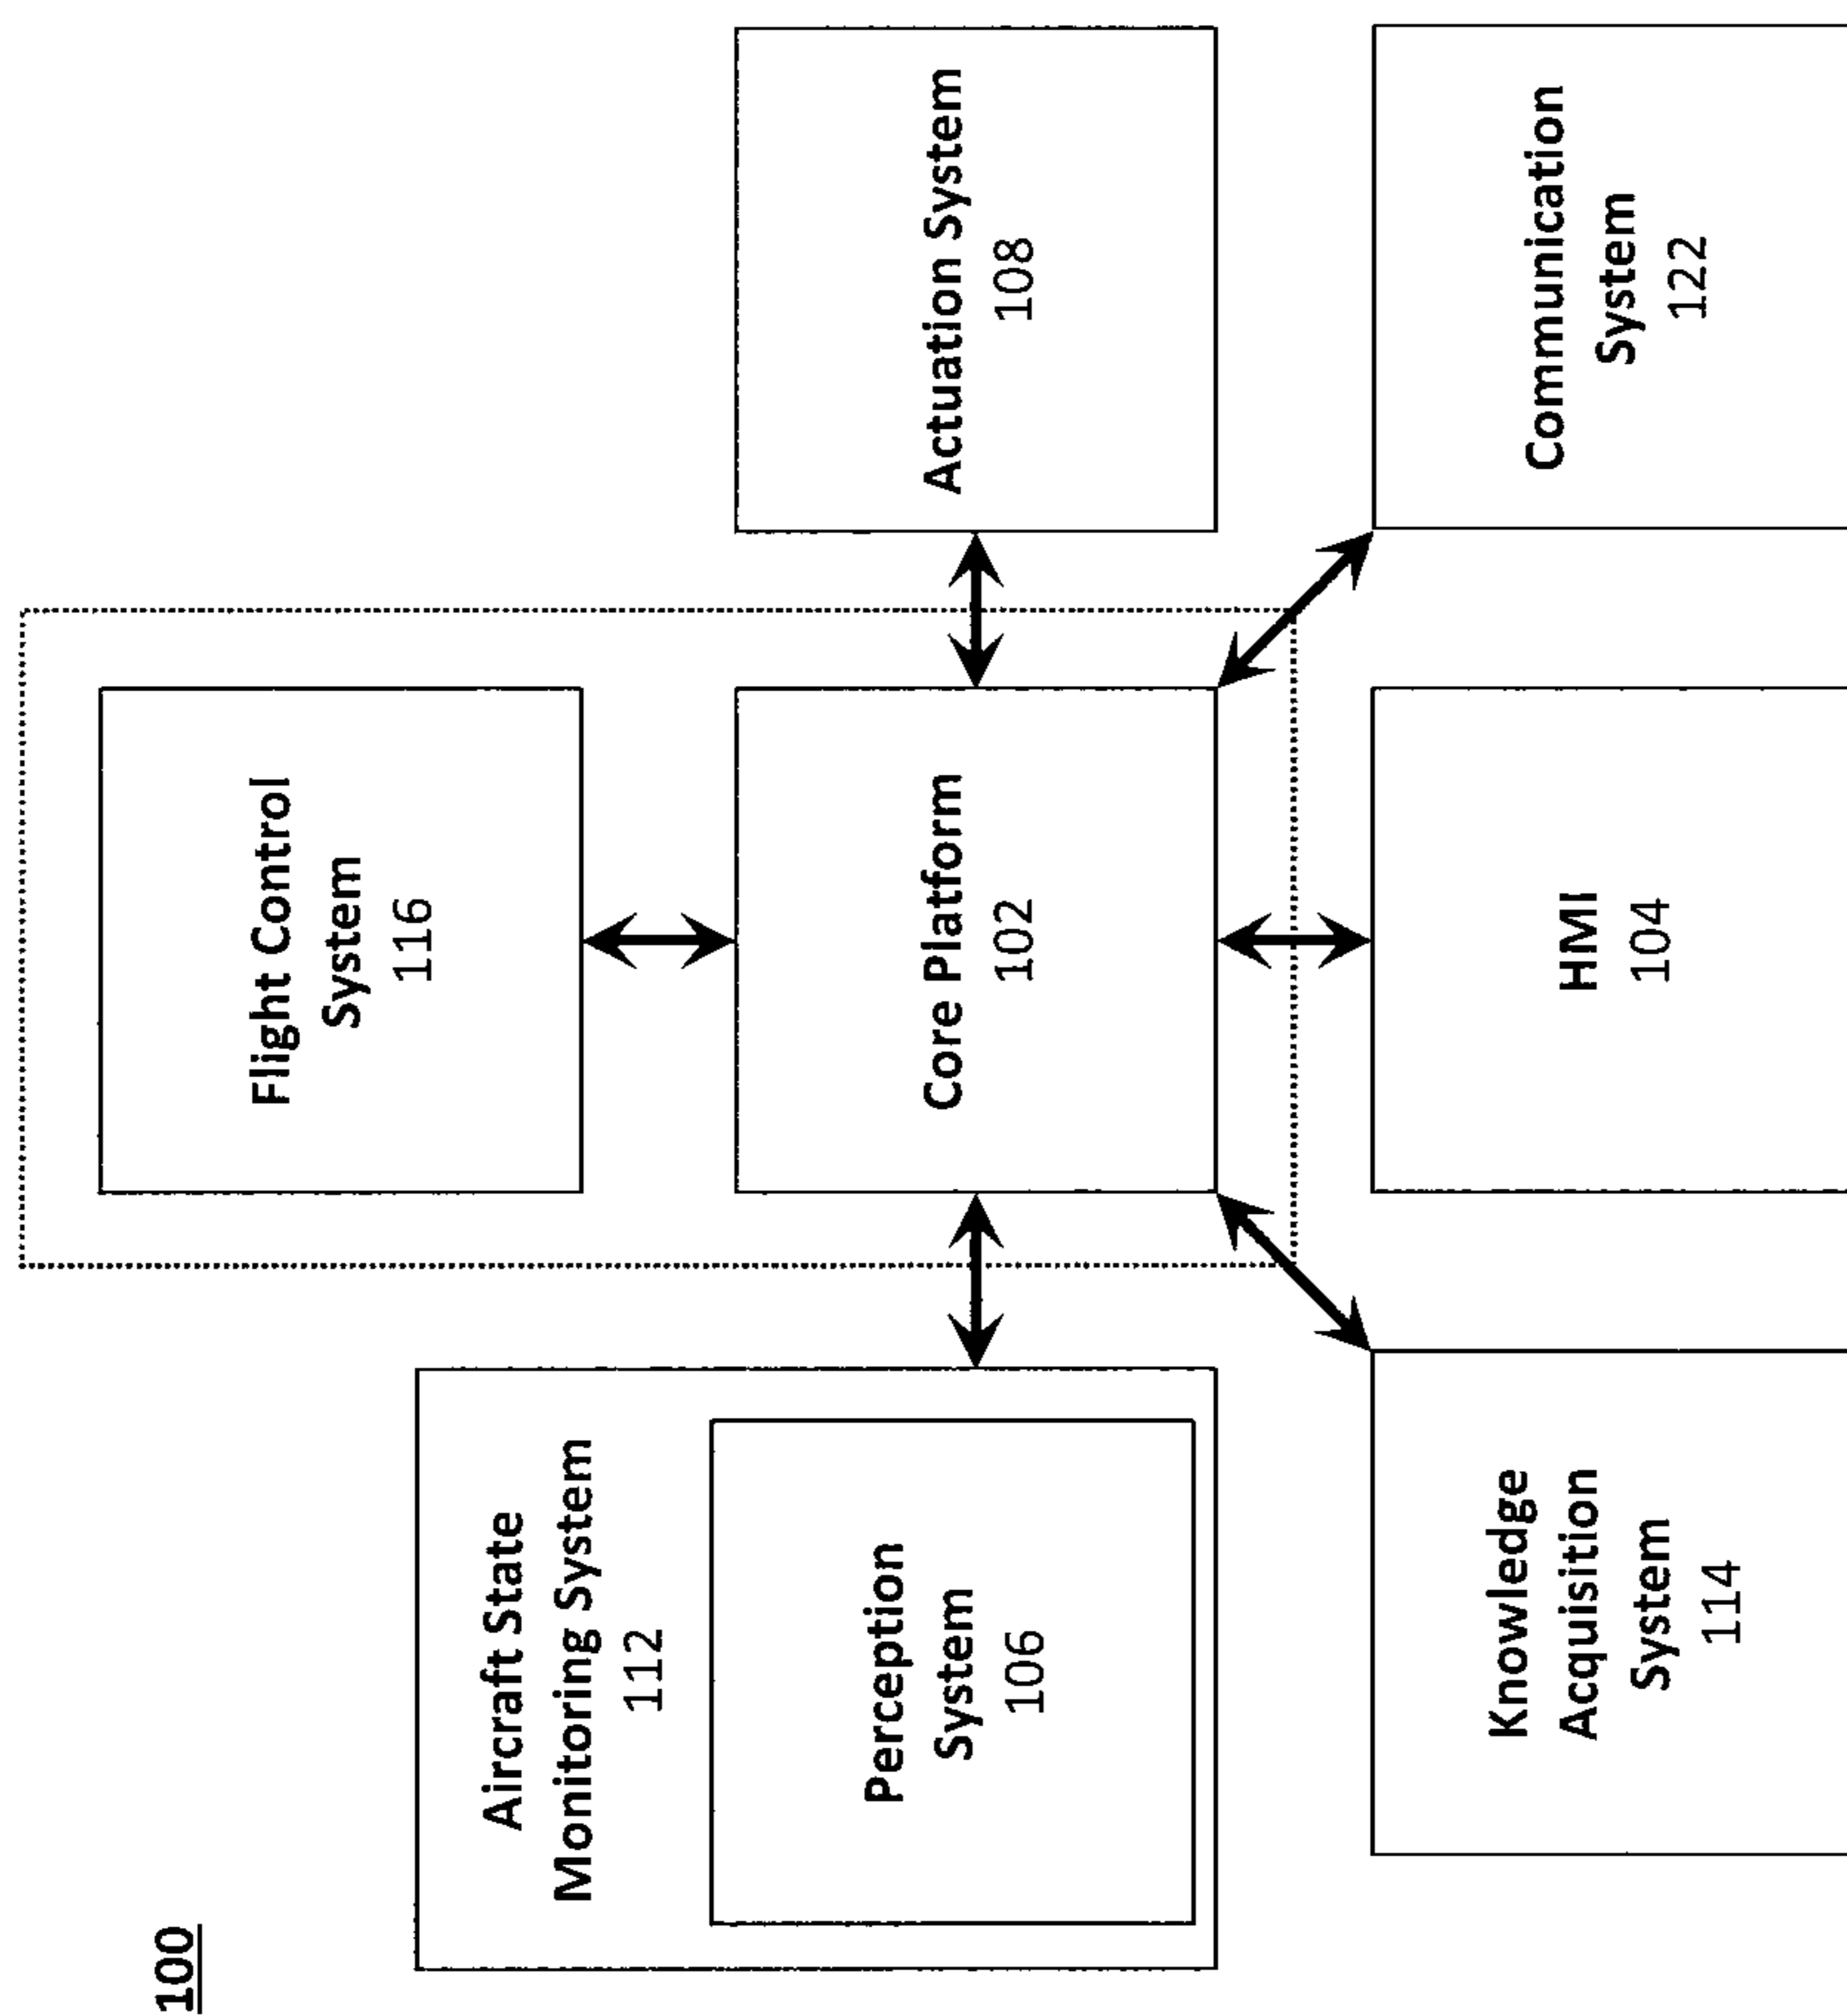 100
Flight Control
System
116
Aircraft State
Monitoring System
112
Perception
System
106
Core Platform
102
Actuation System
108
Knowledge
Acquisition
System
114
HMI
104
Communication
System
122